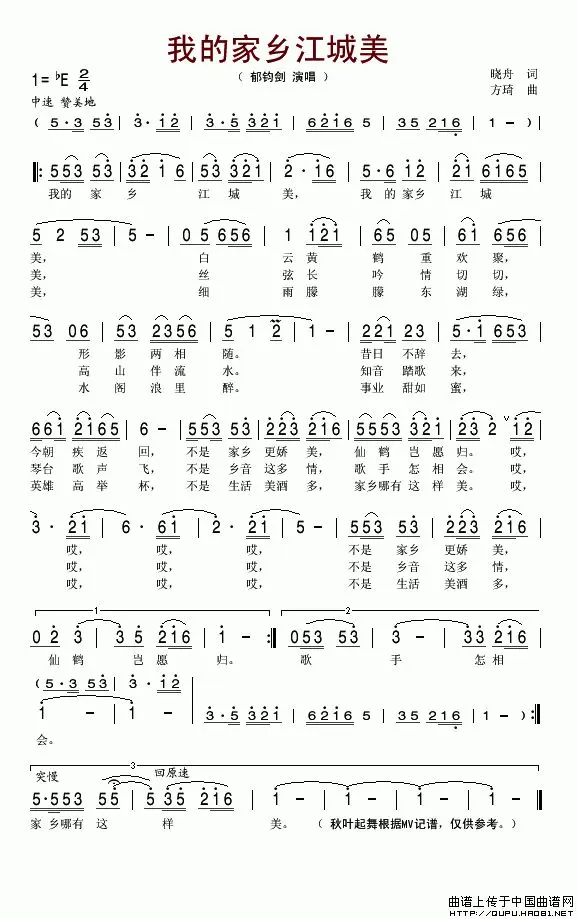 我的家乡江城美
1=♭E 2/4
（ 郁钧剑 演唱 ）
晓舟 词
中速 赞美地
方琦 曲
（ 5·3 53 | 3· 12 | 3·5 321 | 6216 5 | 35 216 | 1 - ）
553 53 | 32 1 6 | 53 321 | 2· 16 | 5·6 12 | 21 6165 |
我的 家 乡 江 城 美， 我 的 家乡 江 城
5 2 53 | 5 - | 05 656 | 1 121 | 65 05 | 61 65 |
美， 白 云 黄 鹤 重 欢 聚，
美， 丝 弦 长 吟 情 切 切，
美， 细 雨 朦 朦 东 湖 绿，
53 06 | 53 2356 | 5 1 2 | 1 - | 221 23 | 5·1 653 |
形 影 两 相 随。 昔日 不辞 去，
高 山 伴 流 水。 知音 踏歌 来，
水 阁 浪 里 醉。 事业 甜如 蜜，
661 2165 | 6 - | 553 53 | 223 216 | 332 121 | 23 2 ∨ 12 |
今朝 疾 返 回， 不是 家乡 更娇 美， 仙鹤 岂愿 归。 哎，
琴台 歌 声 飞， 不是 乡音 这多 情， 歌手 怎相 会。 哎，
英雄 高 举 杯， 不是 生活 美酒 多， 家乡哪有 这样 美。 哎，
3· 21 | 6· 61 | 2· 21 | 553 53 | 223 216 |
哎， 哎， 哎， 不是 家乡 更娇 美，
哎， 哎， 哎， 不是 乡音 这多 情，
哎， 哎， 哎， 不是 生活 美酒 多，
1 2
02 3 | 35 216 | 1 - :| 053 53 | 3 - | 33 216 |
仙 鹤 岂 愿 归。 歌 手 怎 相
（ 5·3 53 | 3· 12
1 - | 1 - | 3·5 321 | 6216 5 | 35 216 | 1 - ）:|
会。
3
突慢 回原速
5·553 55 | 5 35 216 | 1 - | 1 - | 1 - | 1 - ‖
家 乡哪有 这 样 美。 （ 秋叶起舞根据MV记谱，仅供参考。）
曲谱上传于中国曲谱网
http://QUPU.HAO81.NET